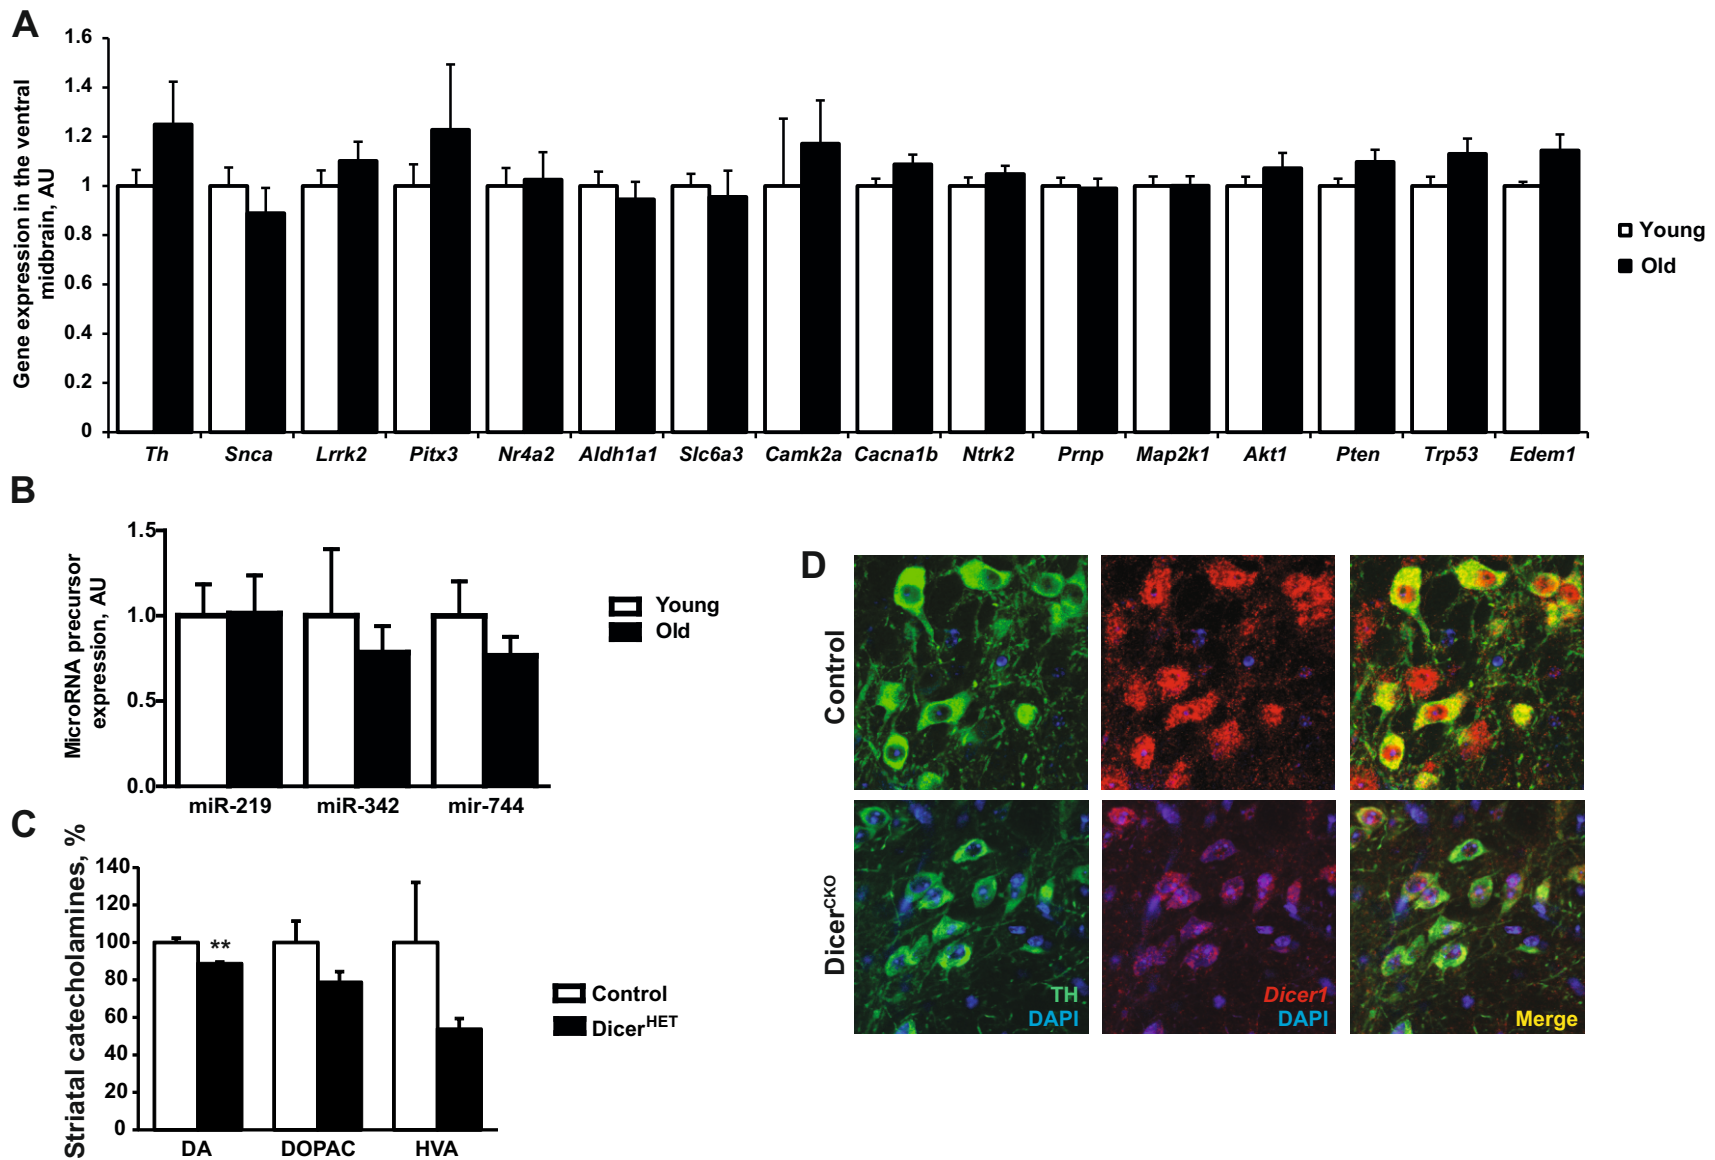 A
Gene expression in the ventral
midbrain, AU
1.6
1.4
1.2
1
0.8
0.6
0.4
0.2
0
Th Snca Lrrk2 Pitx3 Nr4a2 Aldh1a1 Slc6a3 Camk2a Cacna1b Ntrk2 Prnp Map2k1 Akt1 Pten Trp53 Edem1
Young
Old
B
MicroRNA precursor
expression, AU
1.5
1.0
0.5
0.0
miR-219 miR-342 mir-744
Young
Old
C
Striatal catecholamines, %
140
120
100
80
60
40
20
0
**
DA DOPAC HVA
Control
DicerHET
D
Control
DicerCKO
TH
DAPI
Dicer1
DAPI
Merge